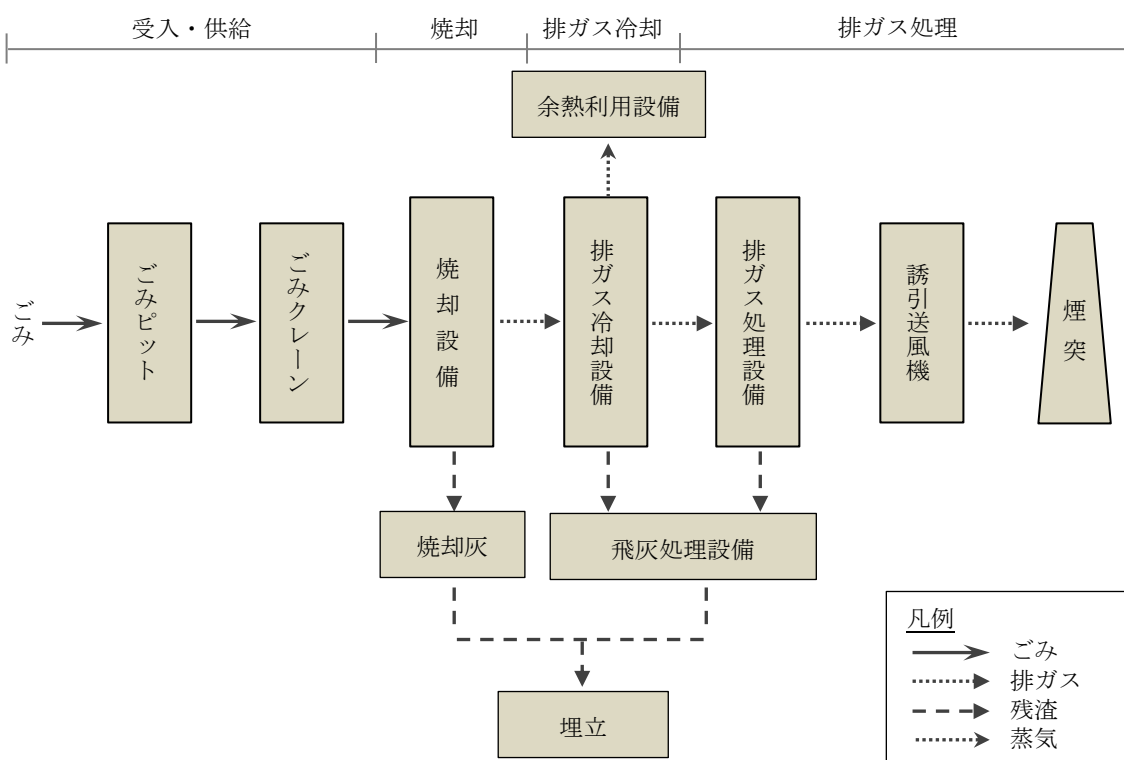 受入・供給
焼却
排ガス冷却
排ガス処理
余熱利用設備
ごみ
ごみピット
ごみクレーン
焼却設備
排ガス冷却設備
排ガス処理設備
誘引送風機
煙突
焼却灰
飛灰処理設備
埋立
凡例
ごみ
排ガス
残渣
蒸気